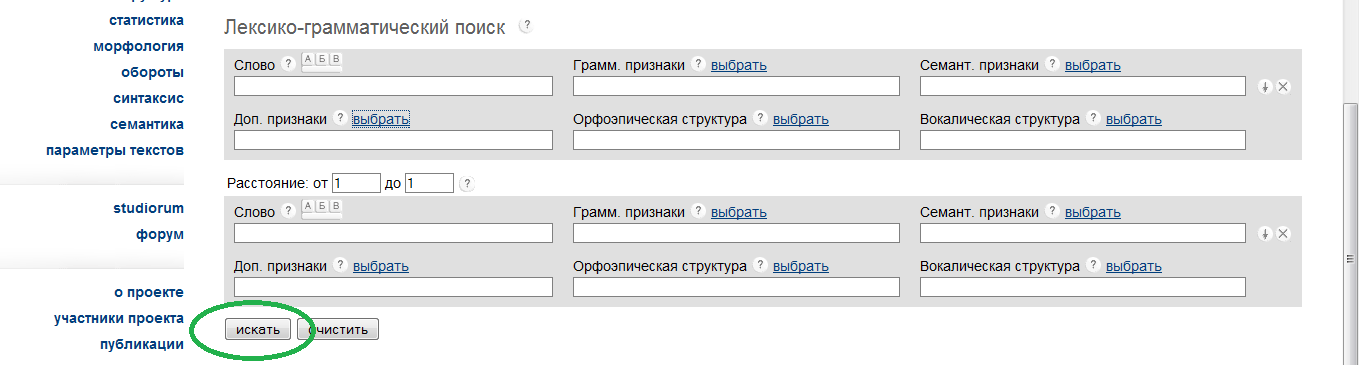 статистика
морфология
обороты
синтаксис
семантика
параметры текстов
studiorum
форум
о проекте
участники проекта
публикации
Лексико-грамматический поиск ?
Слово ? А Б В Грамм. признаки ? выбрать Семант. признаки ? выбрать
Доп. признаки ? выбрать Орфоэпическая структура ? выбрать Вокалическая структура ? выбрать
Расстояние: от 1 до 1 ?
Слово ? А Б В Грамм. признаки ? выбрать Семант. признаки ? выбрать
Доп. признаки ? выбрать Орфоэпическая структура ? выбрать Вокалическая структура ? выбрать
искать очистить